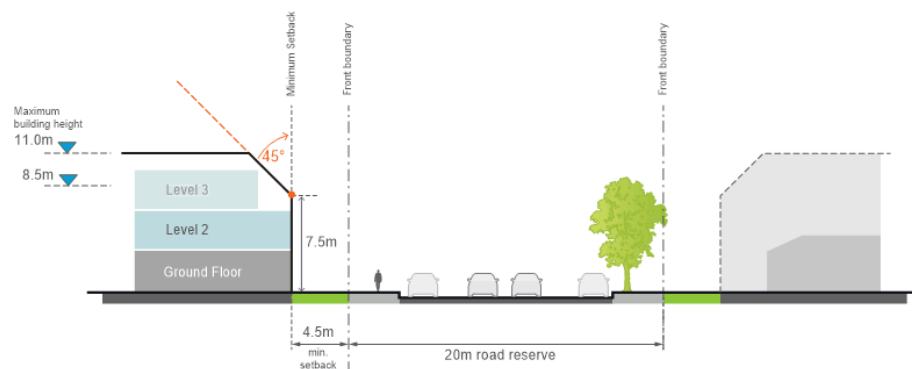 Minimum Setback
Front boundary
Front boundary
Maximum
building height
11.0m
45°
8.5m
Level 3
Level 2
7.5m
Ground Floor
4.5m
min.
setback
20m road reserve